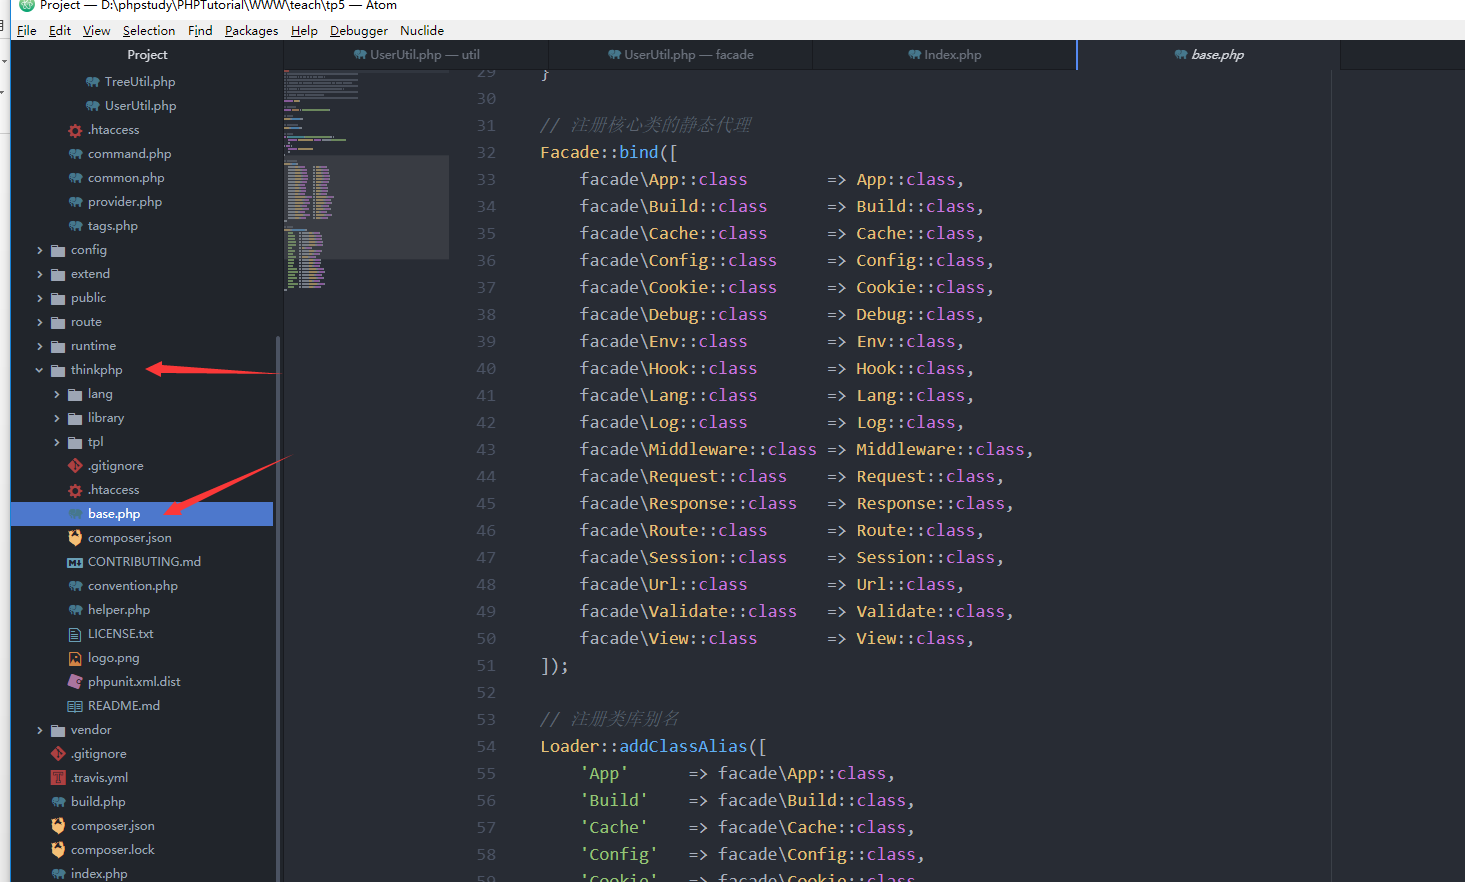 Project — D:\phpstudy\PHPTutorial\WWW\teach\tp5 — Atom
File Edit View Selection Find Packages Help Debugger Nuclide
Project
UserUtil.php — util
UserUtil.php — facade
Index.php
base.php
TreeUtil.php
UserUtil.php
.htaccess
command.php
common.php
provider.php
tags.php
config
extend
public
route
runtime
thinkphp
lang
library
tpl
.gitignore
.htaccess
base.php
composer.json
CONTRIBUTING.md
convention.php
helper.php
LICENSE.txt
logo.png
phpunit.xml.dist
README.md
vendor
.gitignore
.travis.yml
build.php
composer.json
composer.lock
index.php
29 }
30
31 // 注册核心类的静态代理
32 Facade::bind([
33 facade\App::class => App::class,
34 facade\Build::class => Build::class,
35 facade\Cache::class => Cache::class,
36 facade\Config::class => Config::class,
37 facade\Cookie::class => Cookie::class,
38 facade\Debug::class => Debug::class,
39 facade\Env::class => Env::class,
40 facade\Hook::class => Hook::class,
41 facade\Lang::class => Lang::class,
42 facade\Log::class => Log::class,
43 facade\Middleware::class => Middleware::class,
44 facade\Request::class => Request::class,
45 facade\Response::class => Response::class,
46 facade\Route::class => Route::class,
47 facade\Session::class => Session::class,
48 facade\Url::class => Url::class,
49 facade\Validate::class => Validate::class,
50 facade\View::class => View::class,
51 ]);
52
53 // 注册类库别名
54 Loader::addClassAlias([
55 'App' => facade\App::class,
56 'Build' => facade\Build::class,
57 'Cache' => facade\Cache::class,
58 'Config' => facade\Config::class,
59 'Cookie' => facade\Cookie::class